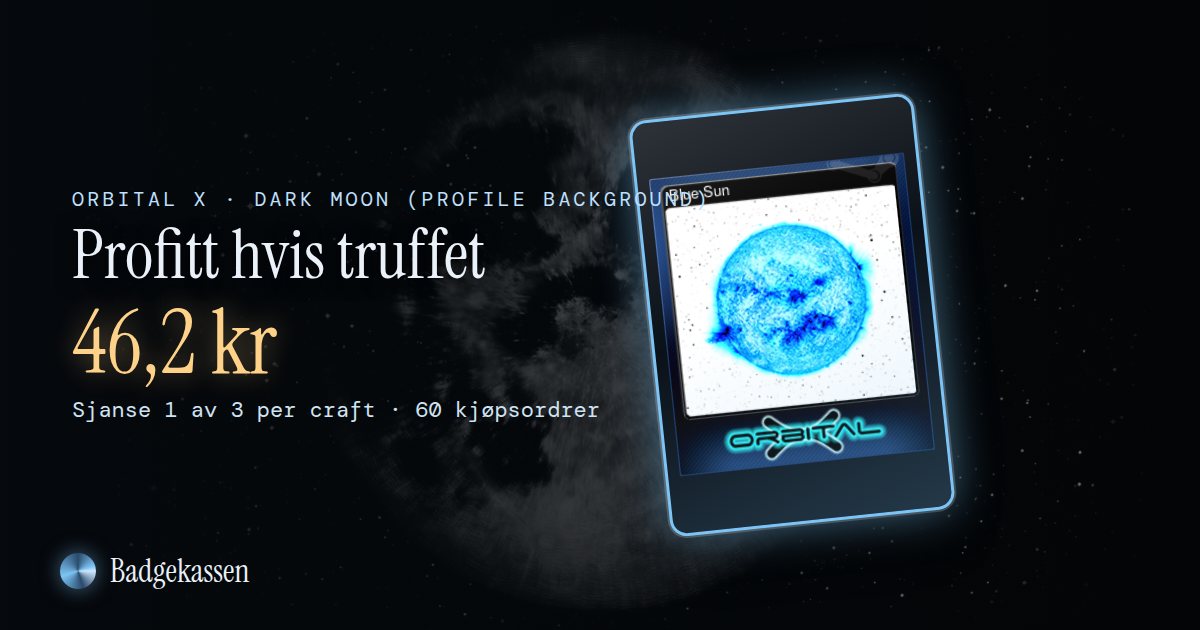 ORBITAL X · DARK MOON (PROFILE BACKGROUND)
Profitt hvis truffet
46,2 kr
Sjanse 1 av 3 per craft · 60 kjøpsordrer
Blue Sun
ORBITAL X
Badgekassen